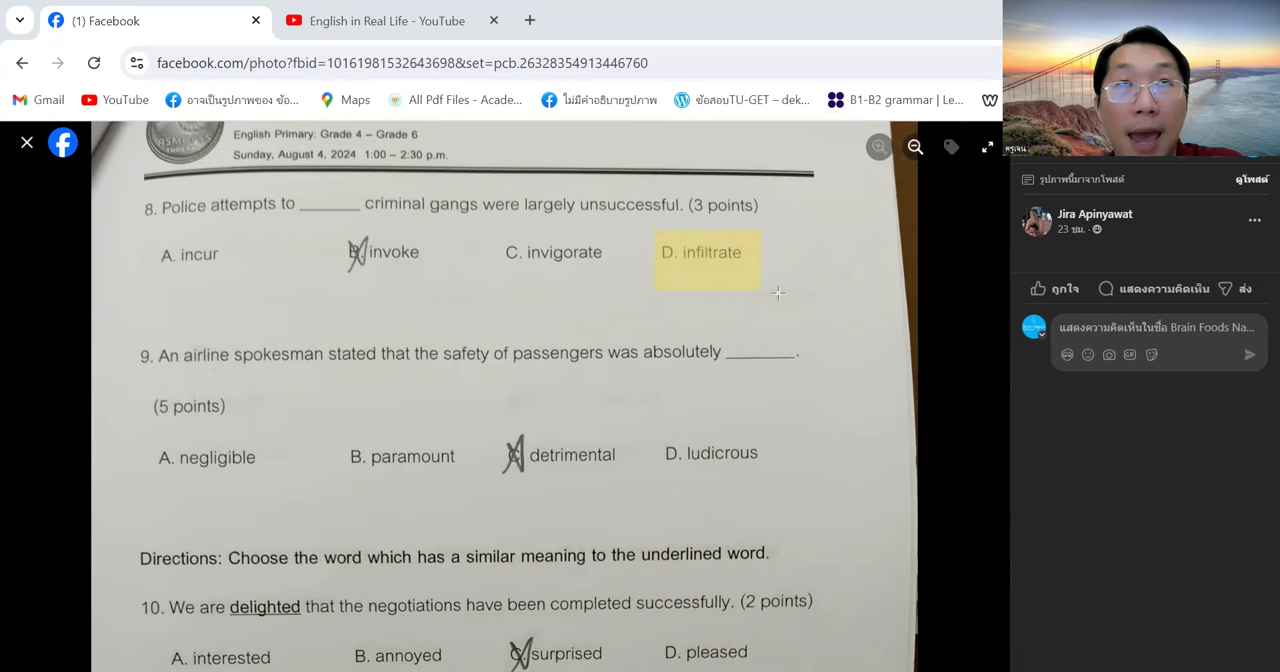 (1) Facebook
English in Real Life - YouTube
facebook.com/photo?fbid=10161981532643698&set=pcb.26328354913446760
Gmail
YouTube
อาจเป็นรูปภาพของ ข้อ...
Maps
All Pdf Files - Acade...
ไม่มีคำอธิบายรูปภาพ
ข้อสอบTU-GET – dek...
B1-B2 grammar | Le...
ครูเจน
English Primary: Grade 4 – Grade 6
Sunday, August 4, 2024 1:00 – 2:30 p.m.
8. Police attempts to ______ criminal gangs were largely unsuccessful. (3 points)
A. incur B. invoke C. invigorate D. infiltrate
9. An airline spokesman stated that the safety of passengers was absolutely ________.
(5 points)
A. negligible B. paramount C. detrimental D. ludicrous
Directions: Choose the word which has a similar meaning to the underlined word.
10. We are delighted that the negotiations have been completed successfully. (2 points)
A. interested B. annoyed C. surprised D. pleased
รูปภาพนี้มาจากโพสต์
ดูโพสต์
Jira Apinyawat
23 ชม.
ถูกใจ
แสดงความคิดเห็น
ส่ง
แสดงความคิดเห็นในชื่อ Brain Foods Na...